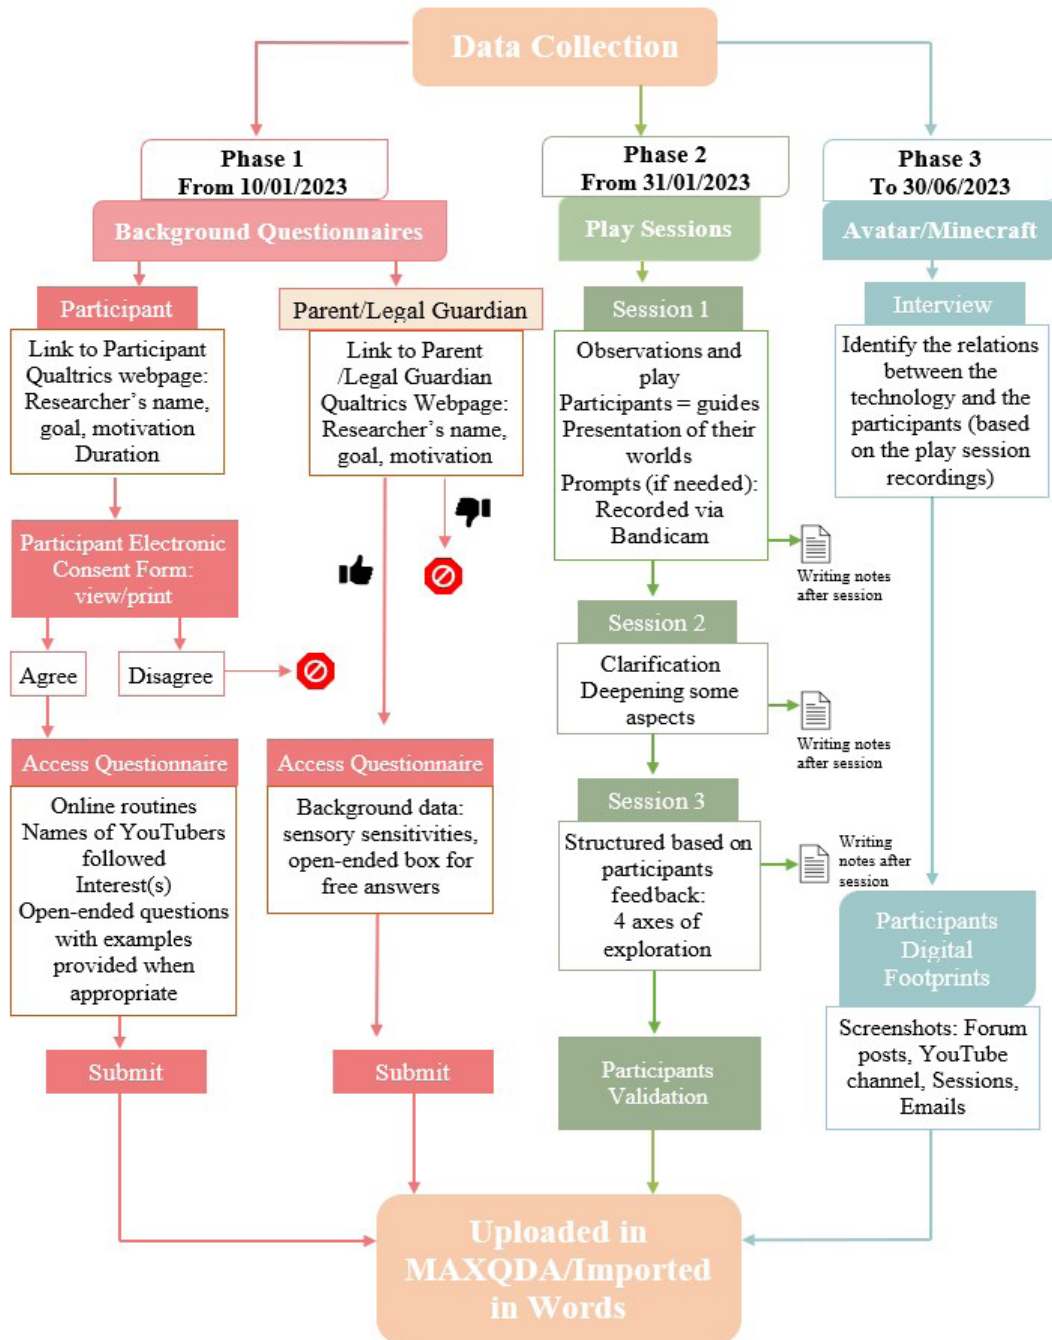 Data Collection
Phase 1
From 10/01/2023
Background Questionnaires
Participant
Link to Participant
Qualtrics webpage:
Researcher's name,
goal, motivation
Duration
Participant Electronic
Consent Form:
view/print
Agree
Disagree
Access Questionnaire
Online routines
Names of YouTubers
followed
Interest(s)
Open-ended questions
with examples
provided when
appropriate
Submit
Parent/Legal Guardian
Link to Parent
/Legal Guardian
Qualtrics Webpage:
Researcher's name,
goal, motivation
Access Questionnaire
Background data:
sensory sensitivities,
open-ended box for
free answers
Submit
Phase 2
From 31/01/2023
Play Sessions
Session 1
Observations and
play
Participants = guides
Presentation of their
worlds
Prompts (if needed):
Recorded via
Bandicam
Writing notes
after session
Session 2
Clarification
Deepening some
aspects
Writing notes
after session
Session 3
Structured based on
participants
feedback:
4 axes of
exploration
Writing
notes after
session
Participants
Validation
Phase 3
To 30/06/2023
Avatar/Minecraft
Interview
Identify the relations
between the
technology and the
participants (based
on the play session
recordings)
Participants
Digital
Footprints
Screenshots: Forum
posts, YouTube
channel, Sessions,
Emails
Uploaded in
MAXQDA/Imported
in Words